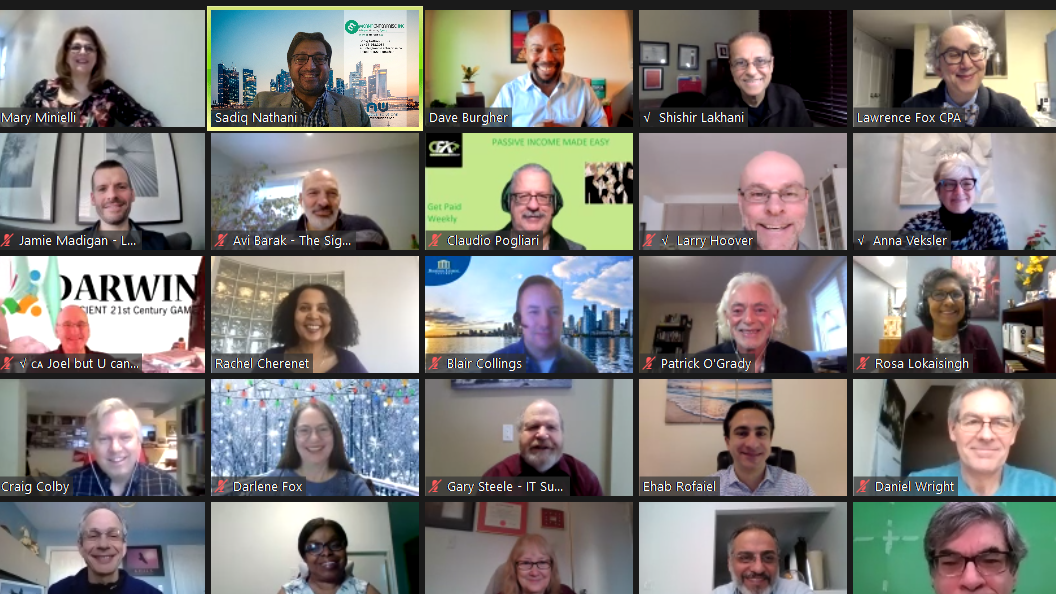 Mary Minielli
Sadiq Nathani
Dave Burgher
√ Shishir Lakhani
Lawrence Fox CPA
PASSIVE INCOME MADE EASY
Get Paid
Weekly
Jamie Madigan - L...
Avi Barak - The Sig...
Claudio Pogliari
√ Larry Hoover
√ Anna Veksler
DARWIN
CIENT 21st Century GAM
√ CA Joel but U can...
Rachel Cherenet
Blair Collings
Patrick O'Grady
Rosa Lokaisingh
Craig Colby
Darlene Fox
Gary Steele - IT Su...
Ehab Rofaiel
Daniel Wright